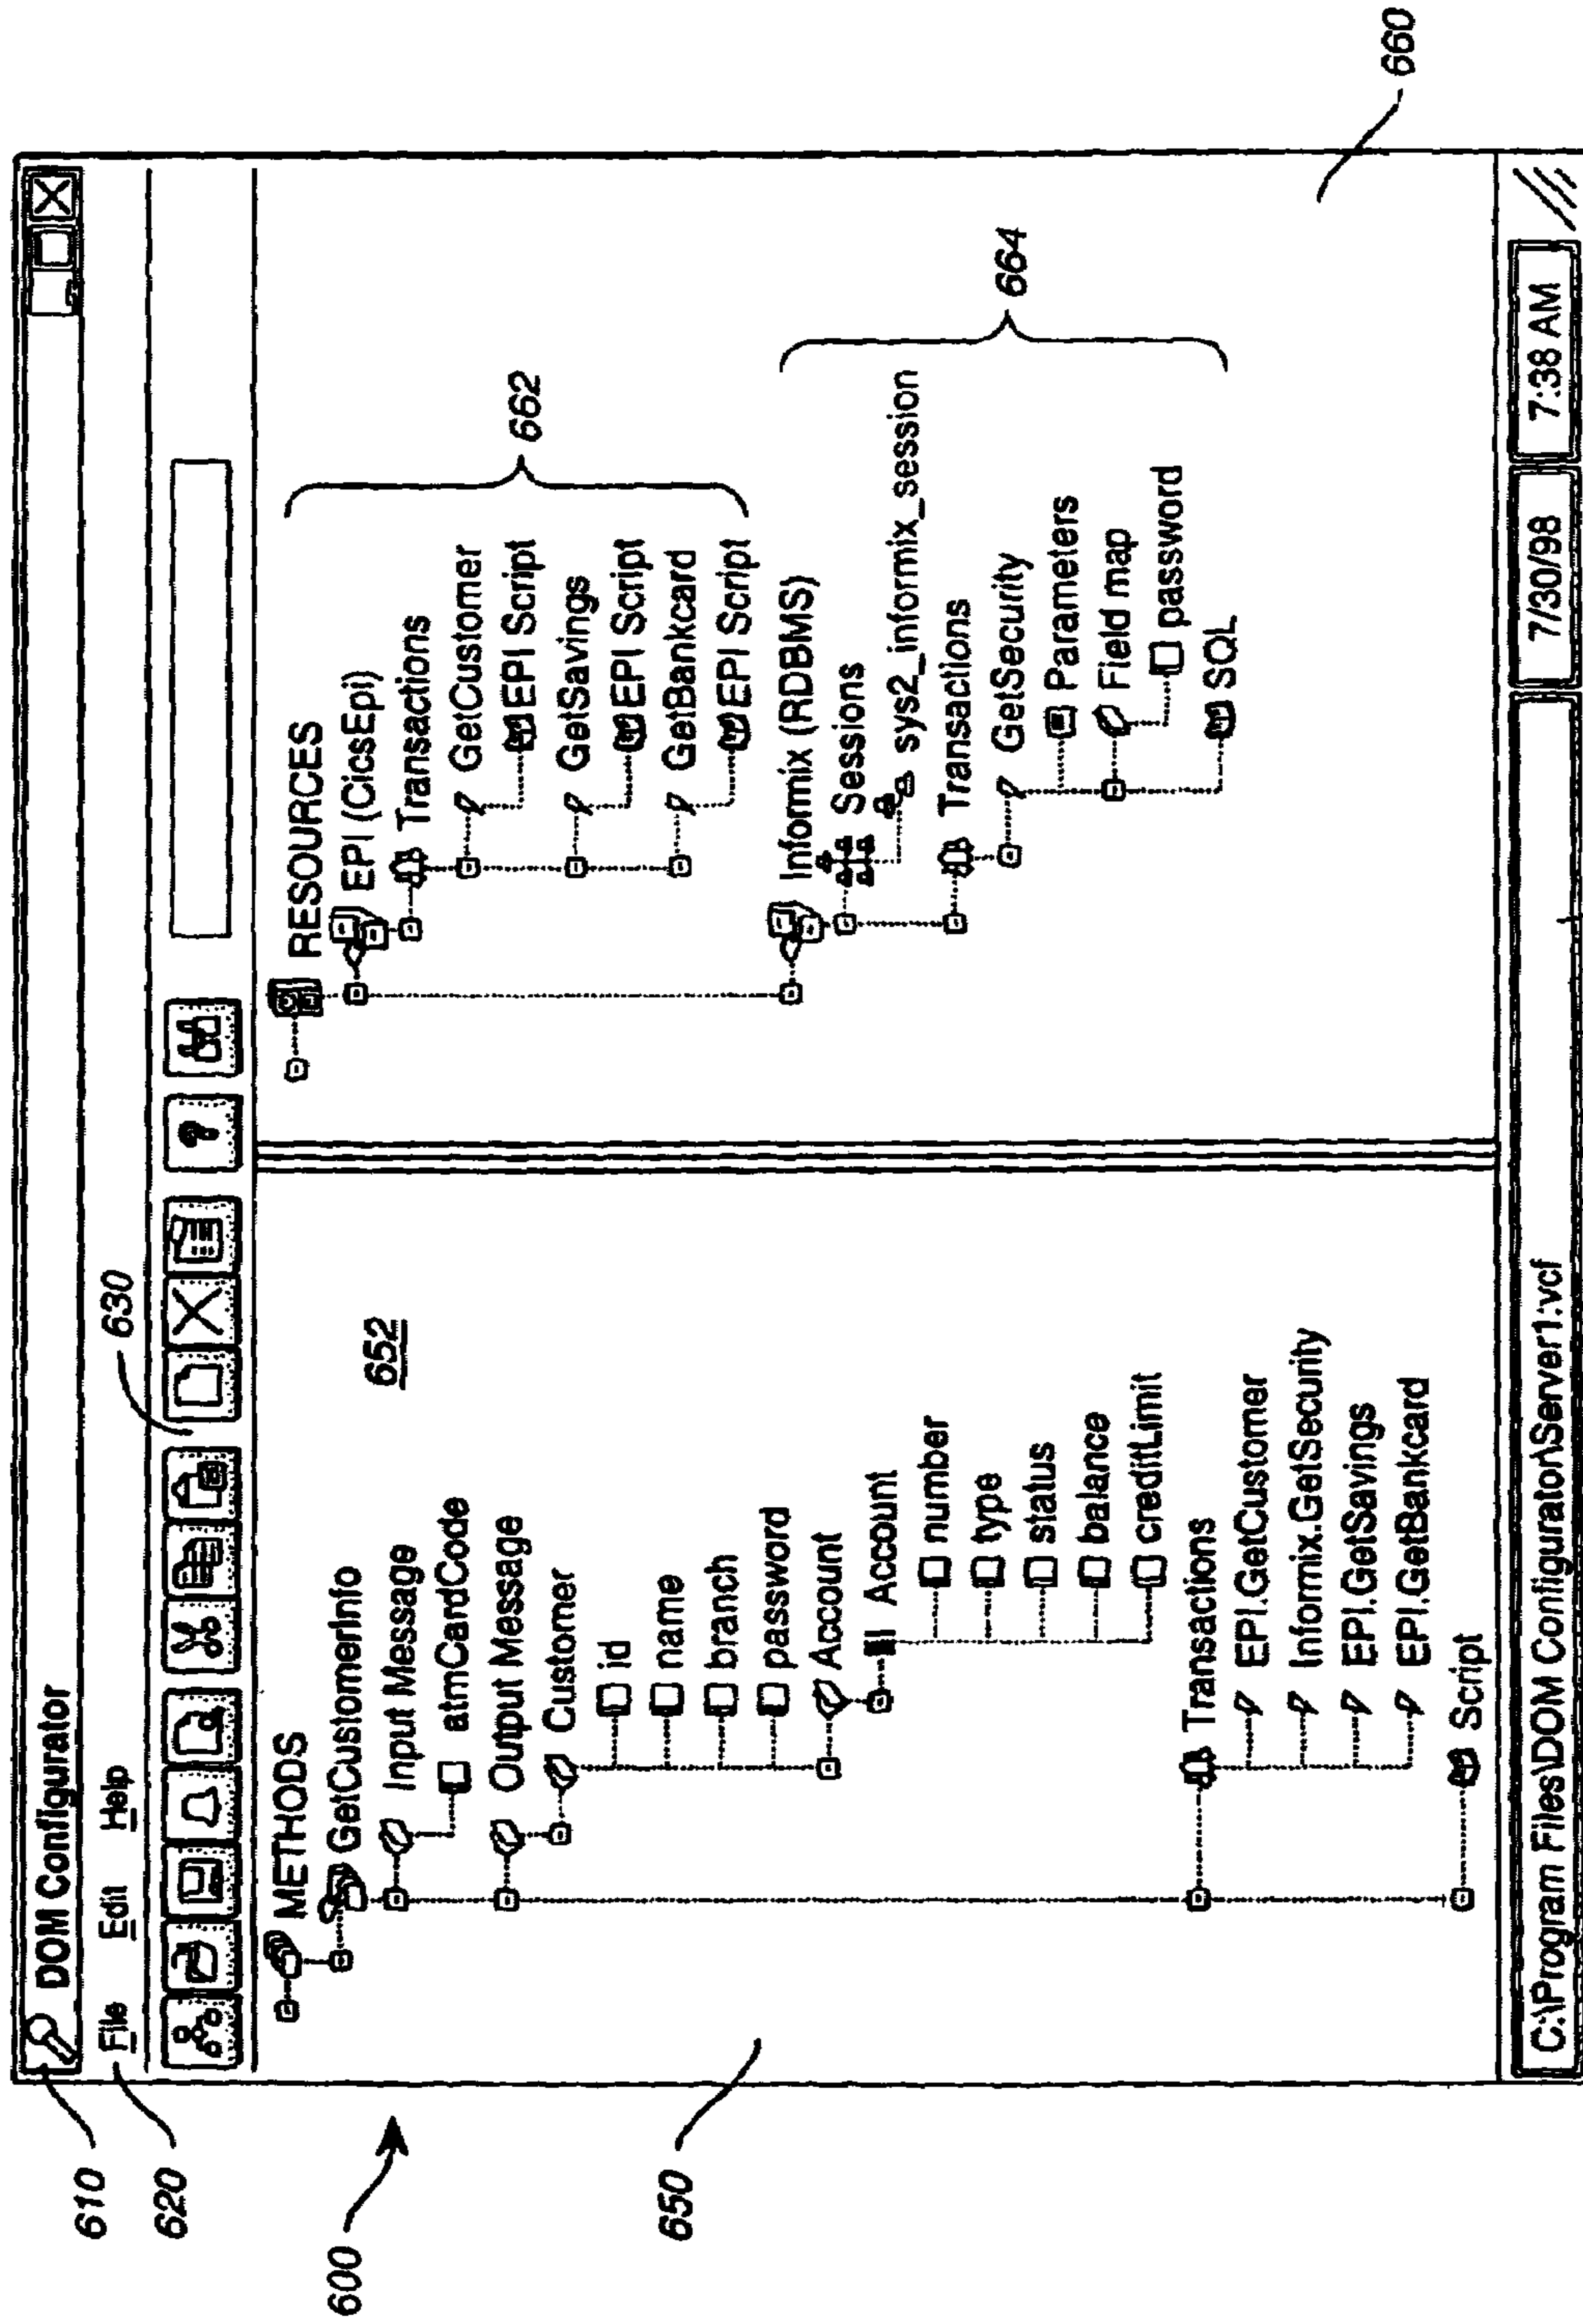 610
DOM Configurator
620
File Edit Help
630
600
METHODS
GetCustomerInfo
652
Input Message
atmCardCode
Output Message
Customer
id
name
branch
password
Account
Account
number
type
status
balance
creditLimit
Transactions
EPI.GetCustomer
Informix.GetSecurity
EPI.GetSavings
EPI.GetBankcard
Script
650
RESOURCES
EPI (CicsEpi)
Transactions
GetCustomer
EPI Script
GetSavings
EPI Script
GetBankcard
EPI Script
662
Informix (RDBMS)
Sessions
sys2_informix_session
Transactions
GetSecurity
Parameters
Field map
password
SQL
664
660
C:\Program Files\DOM Configurator\Server1.vcf 7/30/98 7:38 AM